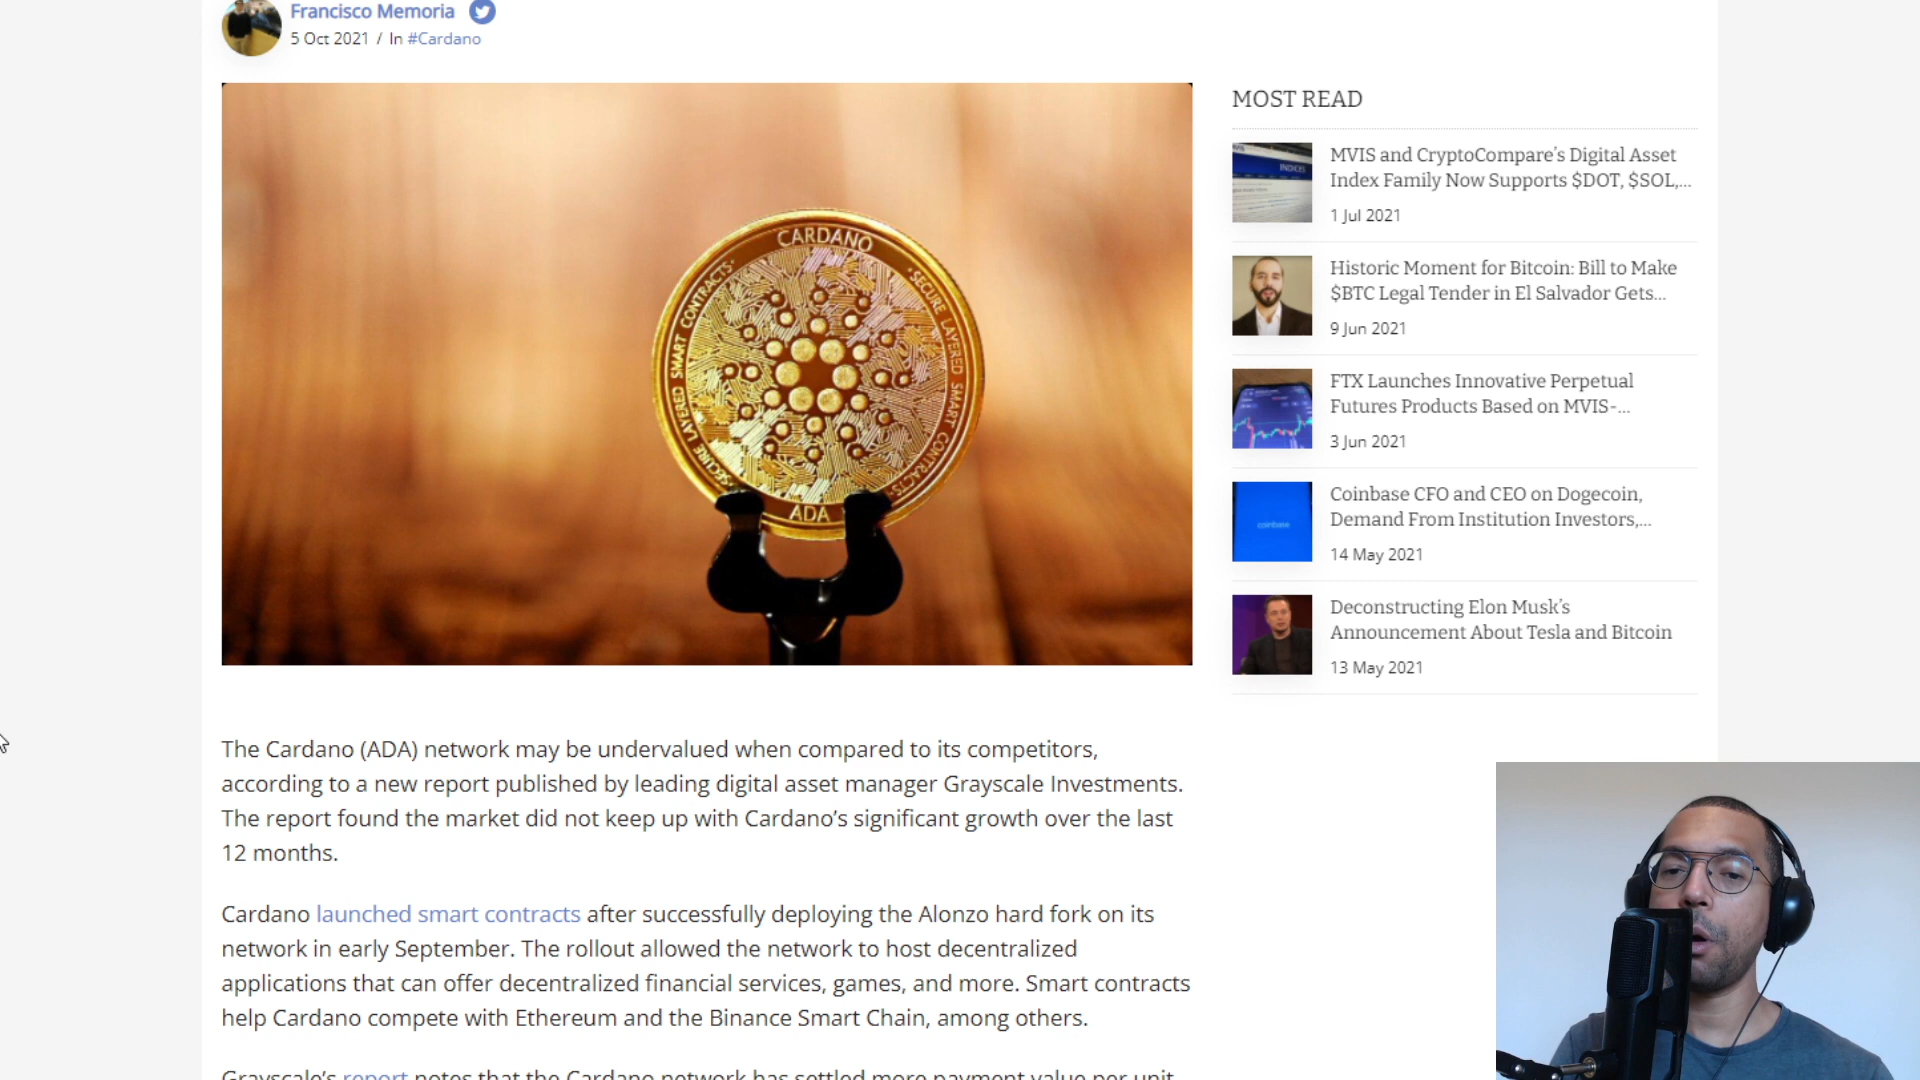 Francisco Memoria
5 Oct 2021 / In #Cardano
CARDANO
SECURE LAYERED SMART CONTRACTS
SECURE LAYERED SMART CONTRACTS
ADA
MOST READ
INDICES
MVIS and CryptoCompare's Digital Asset
Index Family Now Supports $DOT, $SOL,...
1 Jul 2021
Historic Moment for Bitcoin: Bill to Make
$BTC Legal Tender in El Salvador Gets...
9 Jun 2021
FTX Launches Innovative Perpetual
Futures Products Based on MVIS-...
3 Jun 2021
coinbase
Coinbase CFO and CEO on Dogecoin,
Demand From Institution Investors,...
14 May 2021
Deconstructing Elon Musk's
Announcement About Tesla and Bitcoin
13 May 2021
The Cardano (ADA) network may be undervalued when compared to its competitors,
according to a new report published by leading digital asset manager Grayscale Investments.
The report found the market did not keep up with Cardano's significant growth over the last
12 months.
Cardano launched smart contracts after successfully deploying the Alonzo hard fork on its
network in early September. The rollout allowed the network to host decentralized
applications that can offer decentralized financial services, games, and more. Smart contracts
help Cardano compete with Ethereum and the Binance Smart Chain, among others.
Grayscale's report notes that the Cardano network has settled more payment value per unit